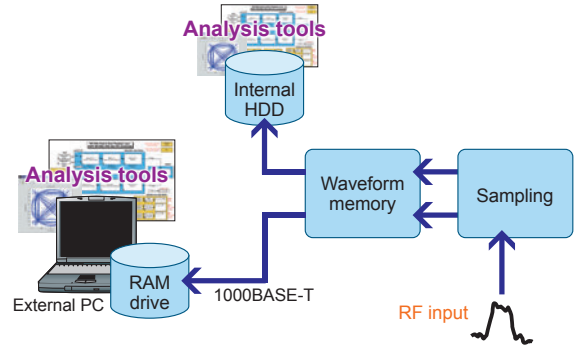 Analysis tools
Internal
HDD
Analysis tools
Waveform
memory
Sampling
RAM
drive
1000BASE-T
External PC
RF input